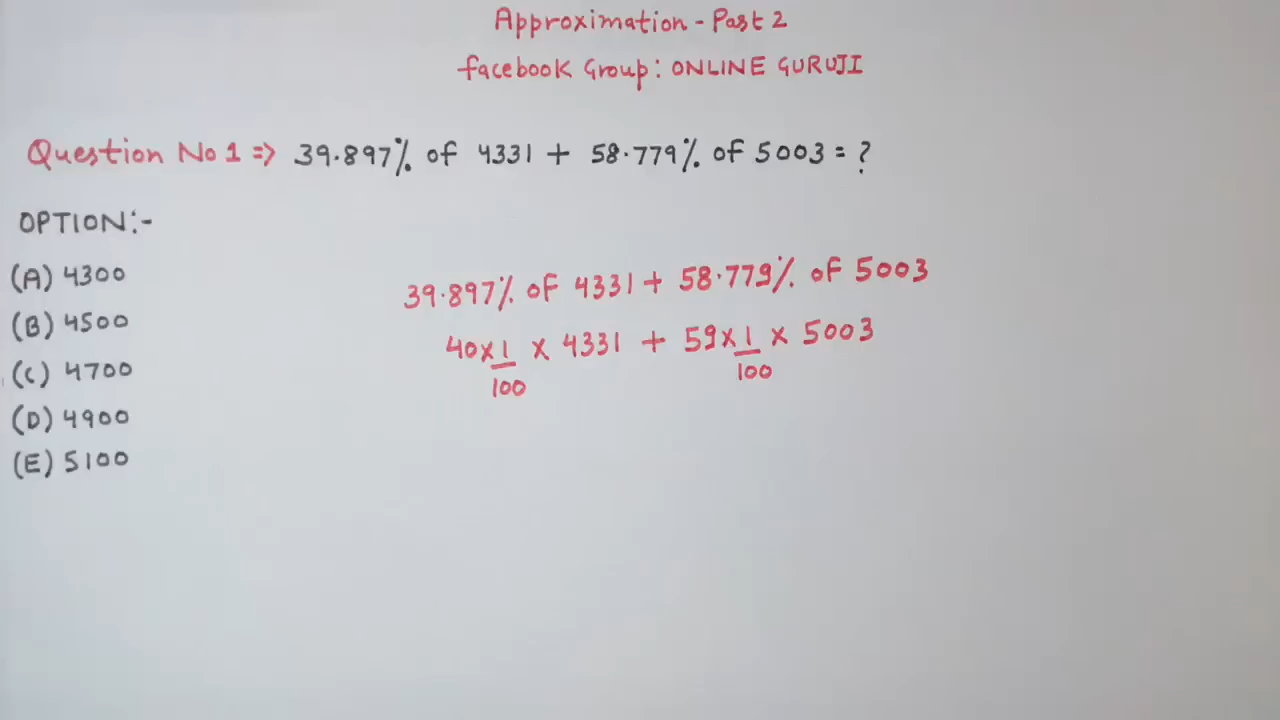 Approximation - Part 2
facebook Group: ONLINE GURUJI
Question No 1 => 39.897% of 4331 + 58.779% of 5003 = ?
OPTION:-
(A) 4300
(B) 4500
(C) 4700
(D) 4900
(E) 5100
39.897% of 4331 + 58.779% of 5003
40 x 1/100 x 4331 + 59 x 1/100 x 5003